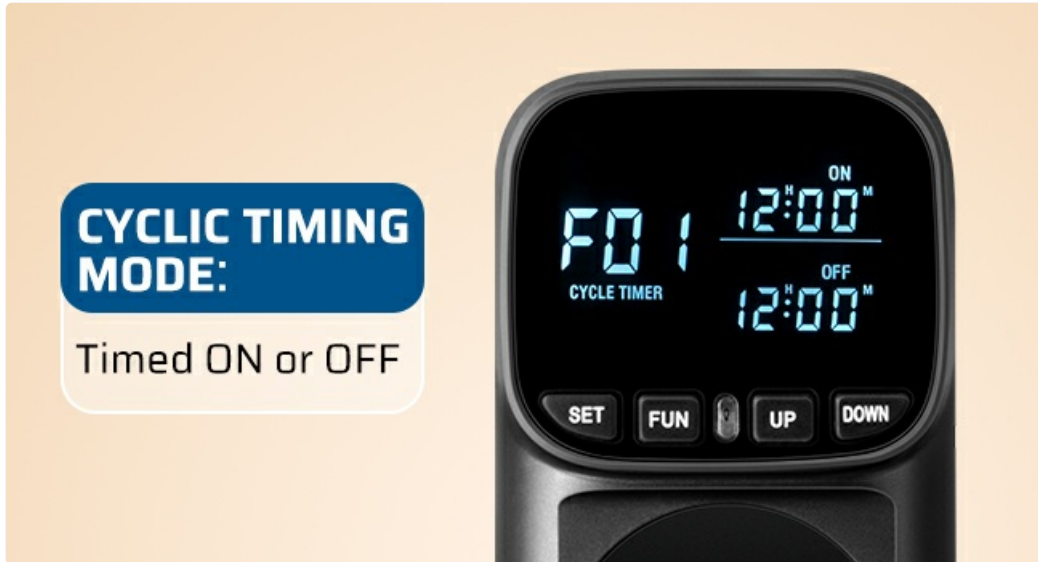 CYCLIC TIMING
MODE:
Timed ON or OFF
F01
CYCLE TIMER
ON
12H:00M
OFF
12H:00M
SET FUN UP DOWN